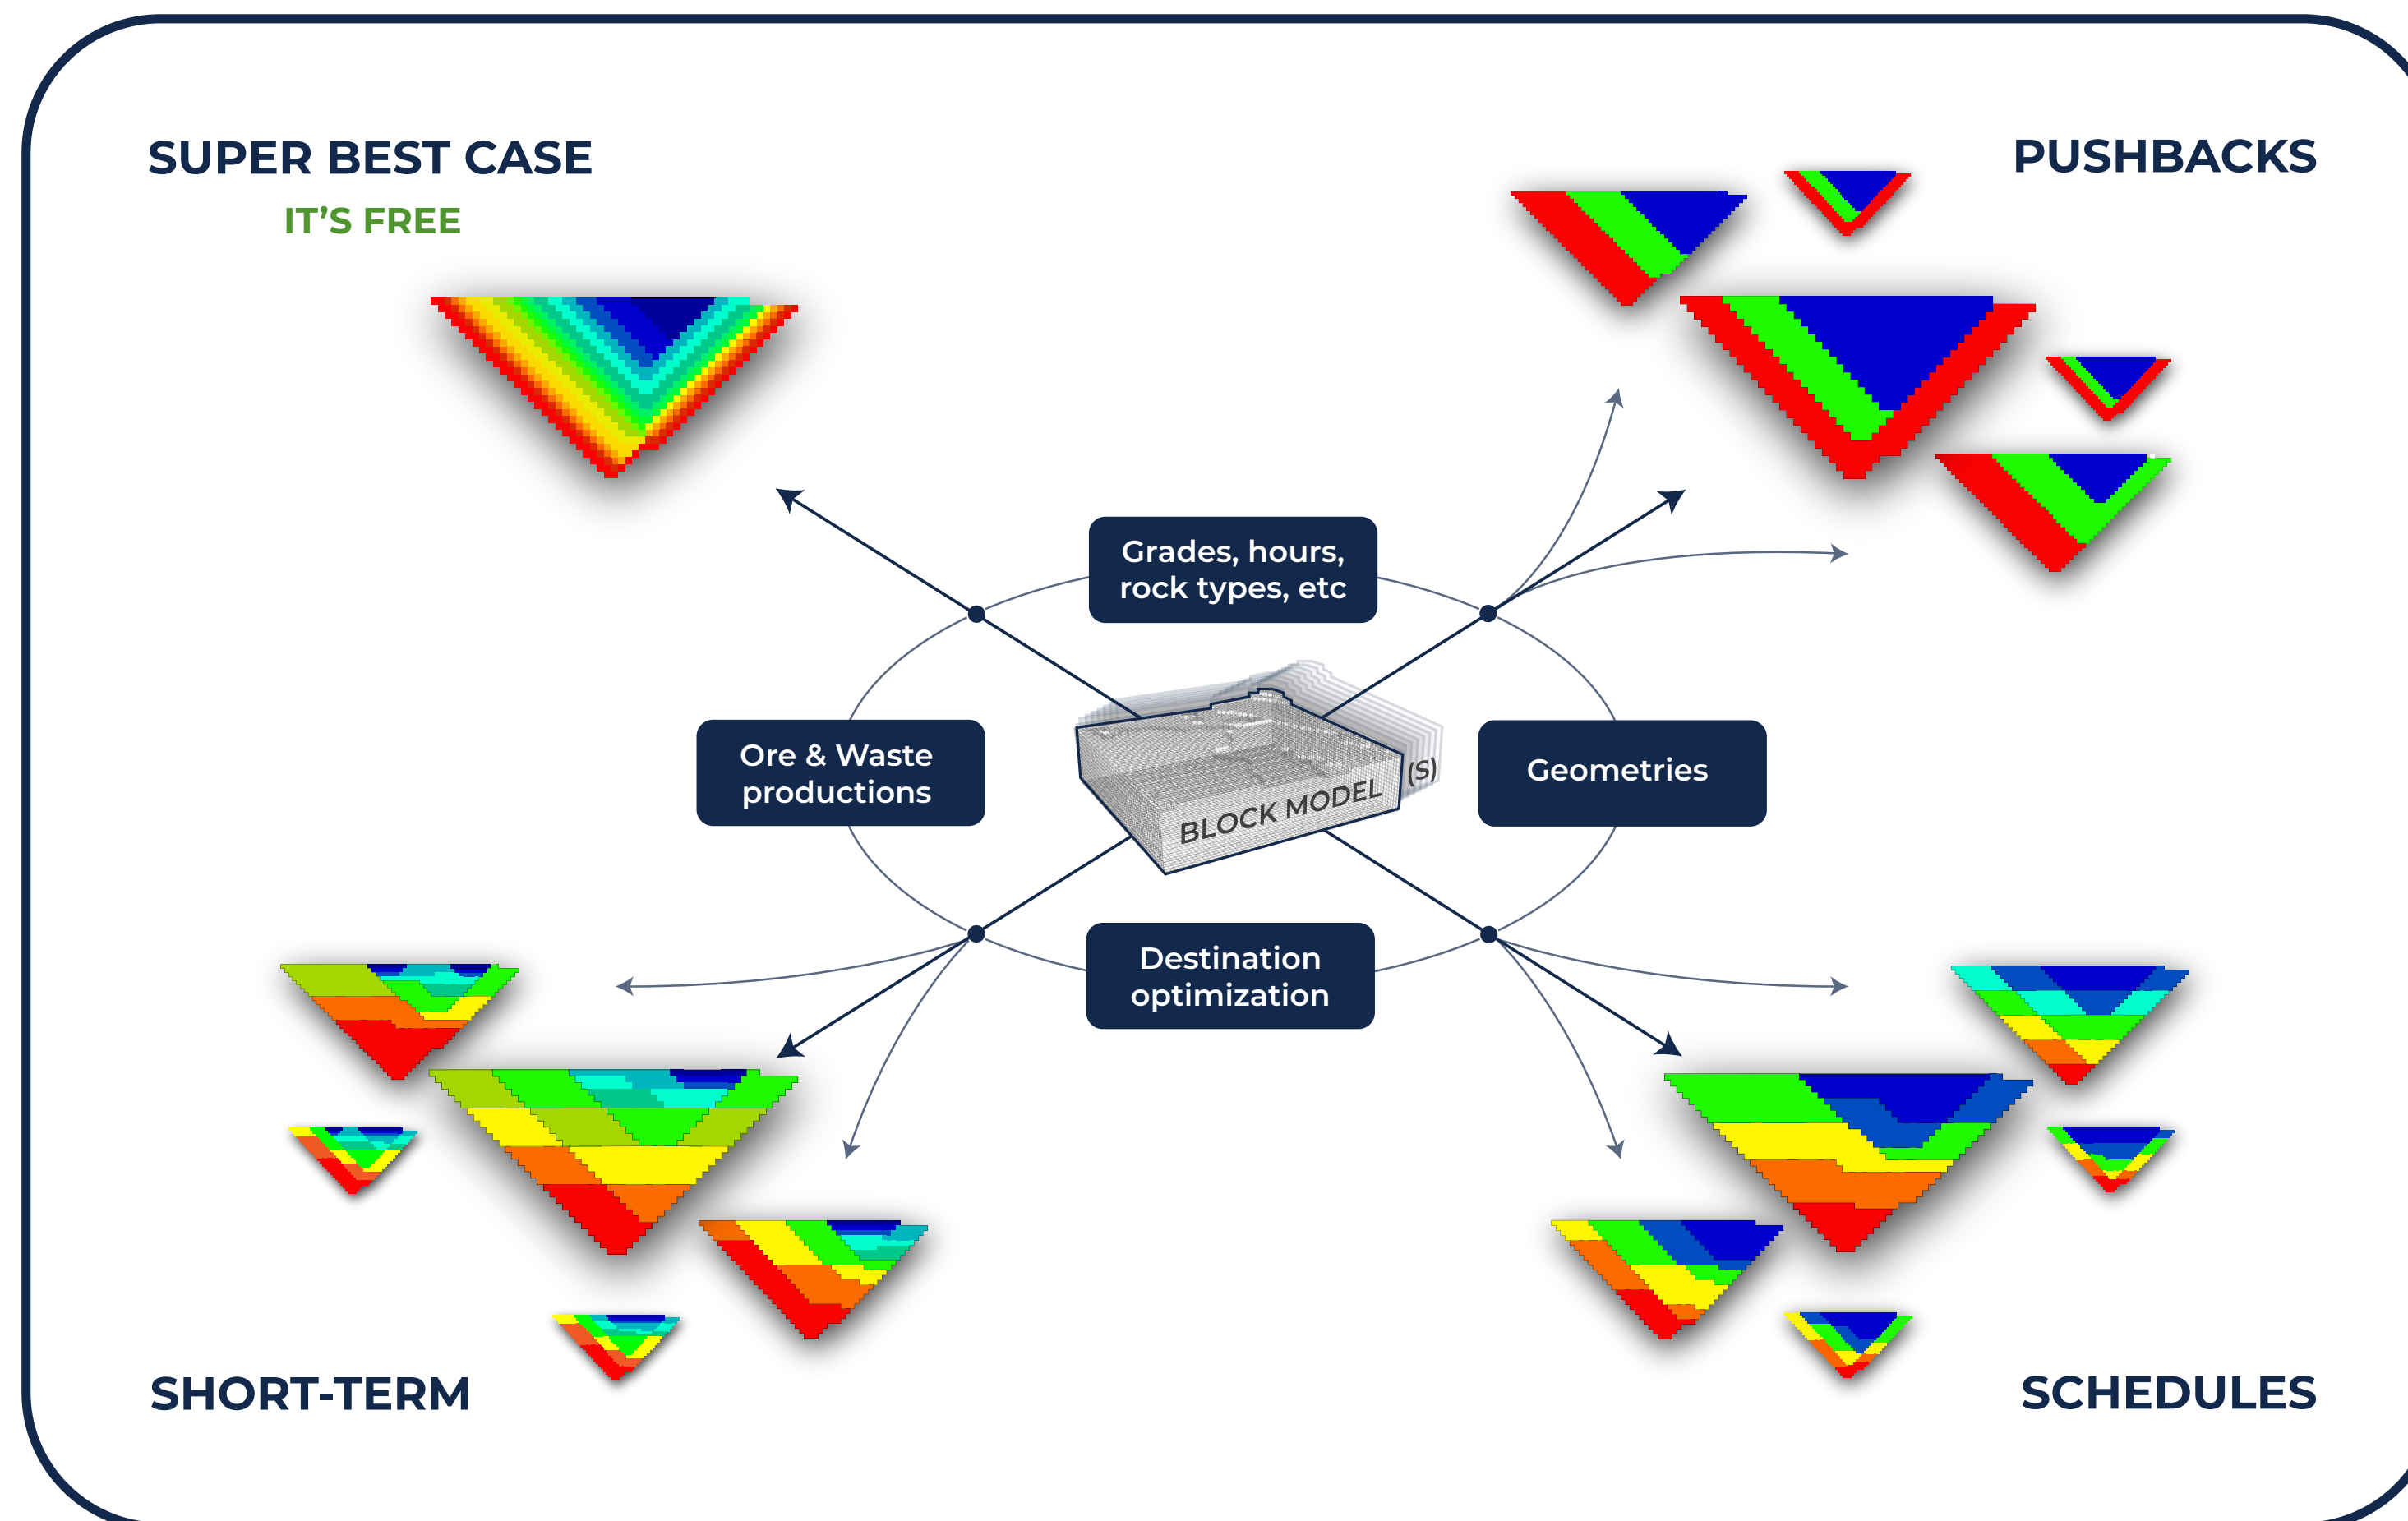 SUPER BEST CASE
IT'S FREE
PUSHBACKS
Grades, hours,
rock types, etc
Ore & Waste
productions
BLOCK MODEL (S)
Geometries
Destination
optimization
SHORT-TERM
SCHEDULES